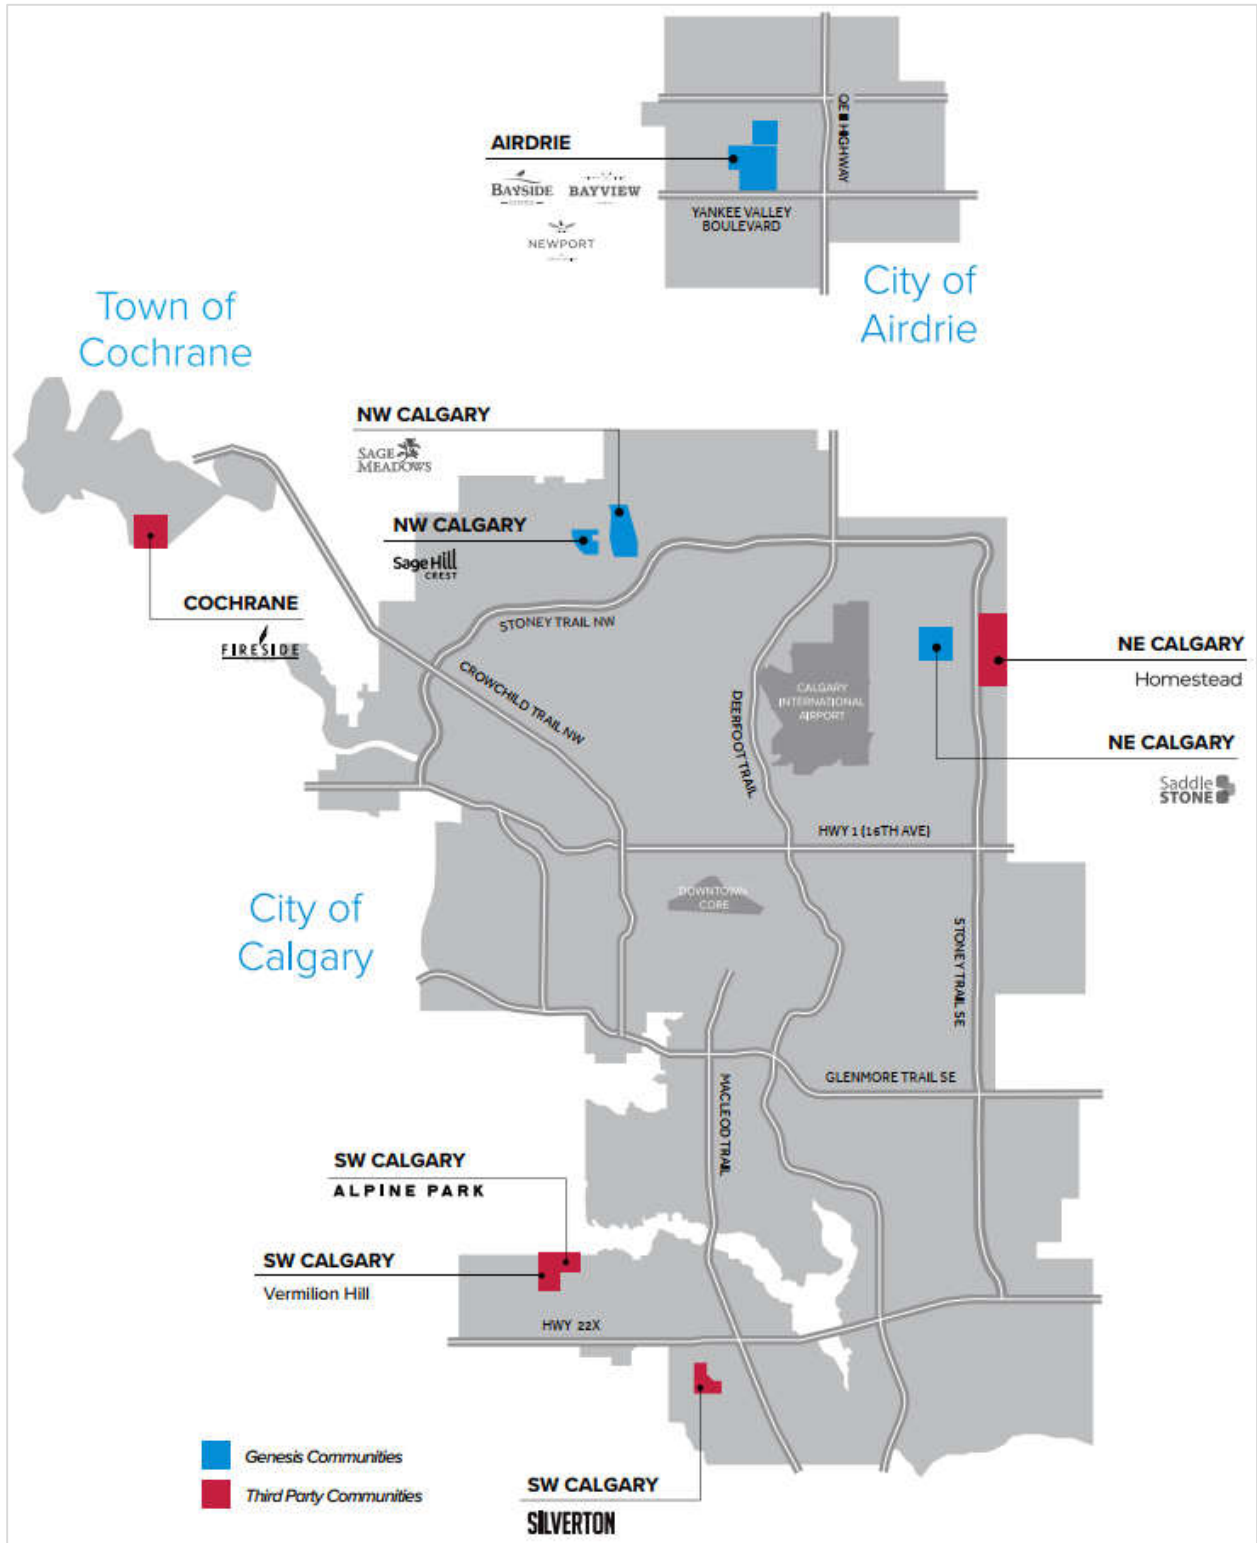 AIRDRIE
BAYSIDE
BAYVIEW
NEWPORT
QE II HIGHWAY
YANKEE VALLEY
BOULEVARD
City of
Airdrie
Town of
Cochrane
NW CALGARY
SAGE
MEADOWS
NW CALGARY
Sage Hill
CREST
COCHRANE
FIRESIDE
STONEY TRAIL NW
CROWCHILD TRAIL NW
DEERFOOT TRAIL
CALGARY
INTERNATIONAL
AIRPORT
NE CALGARY
Homestead
NE CALGARY
Saddle
STONE
HWY 1 (16TH AVE)
DOWNTOWN
CORE
City of
Calgary
STONEY TRAIL SE
GLENMORE TRAIL SE
MACLEOD TRAIL
SW CALGARY
ALPINE PARK
SW CALGARY
Vermilion Hill
HWY 22X
Genesis Communities
Third Party Communities
SW CALGARY
SILVERTON